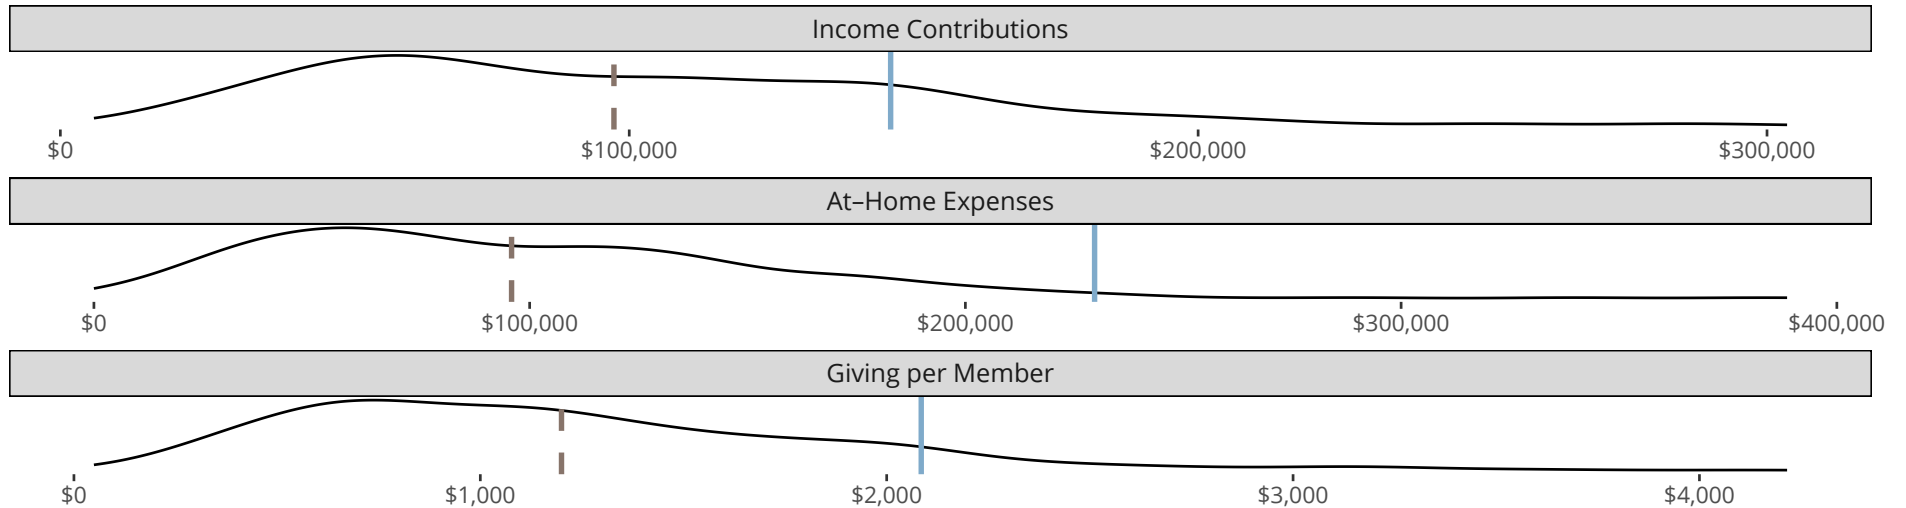 Income Contributions
$0 $100,000 $200,000 $300,000
At–Home Expenses
$0 $100,000 $200,000 $300,000 $400,000
Giving per Member
$0 $1,000 $2,000 $3,000 $4,000